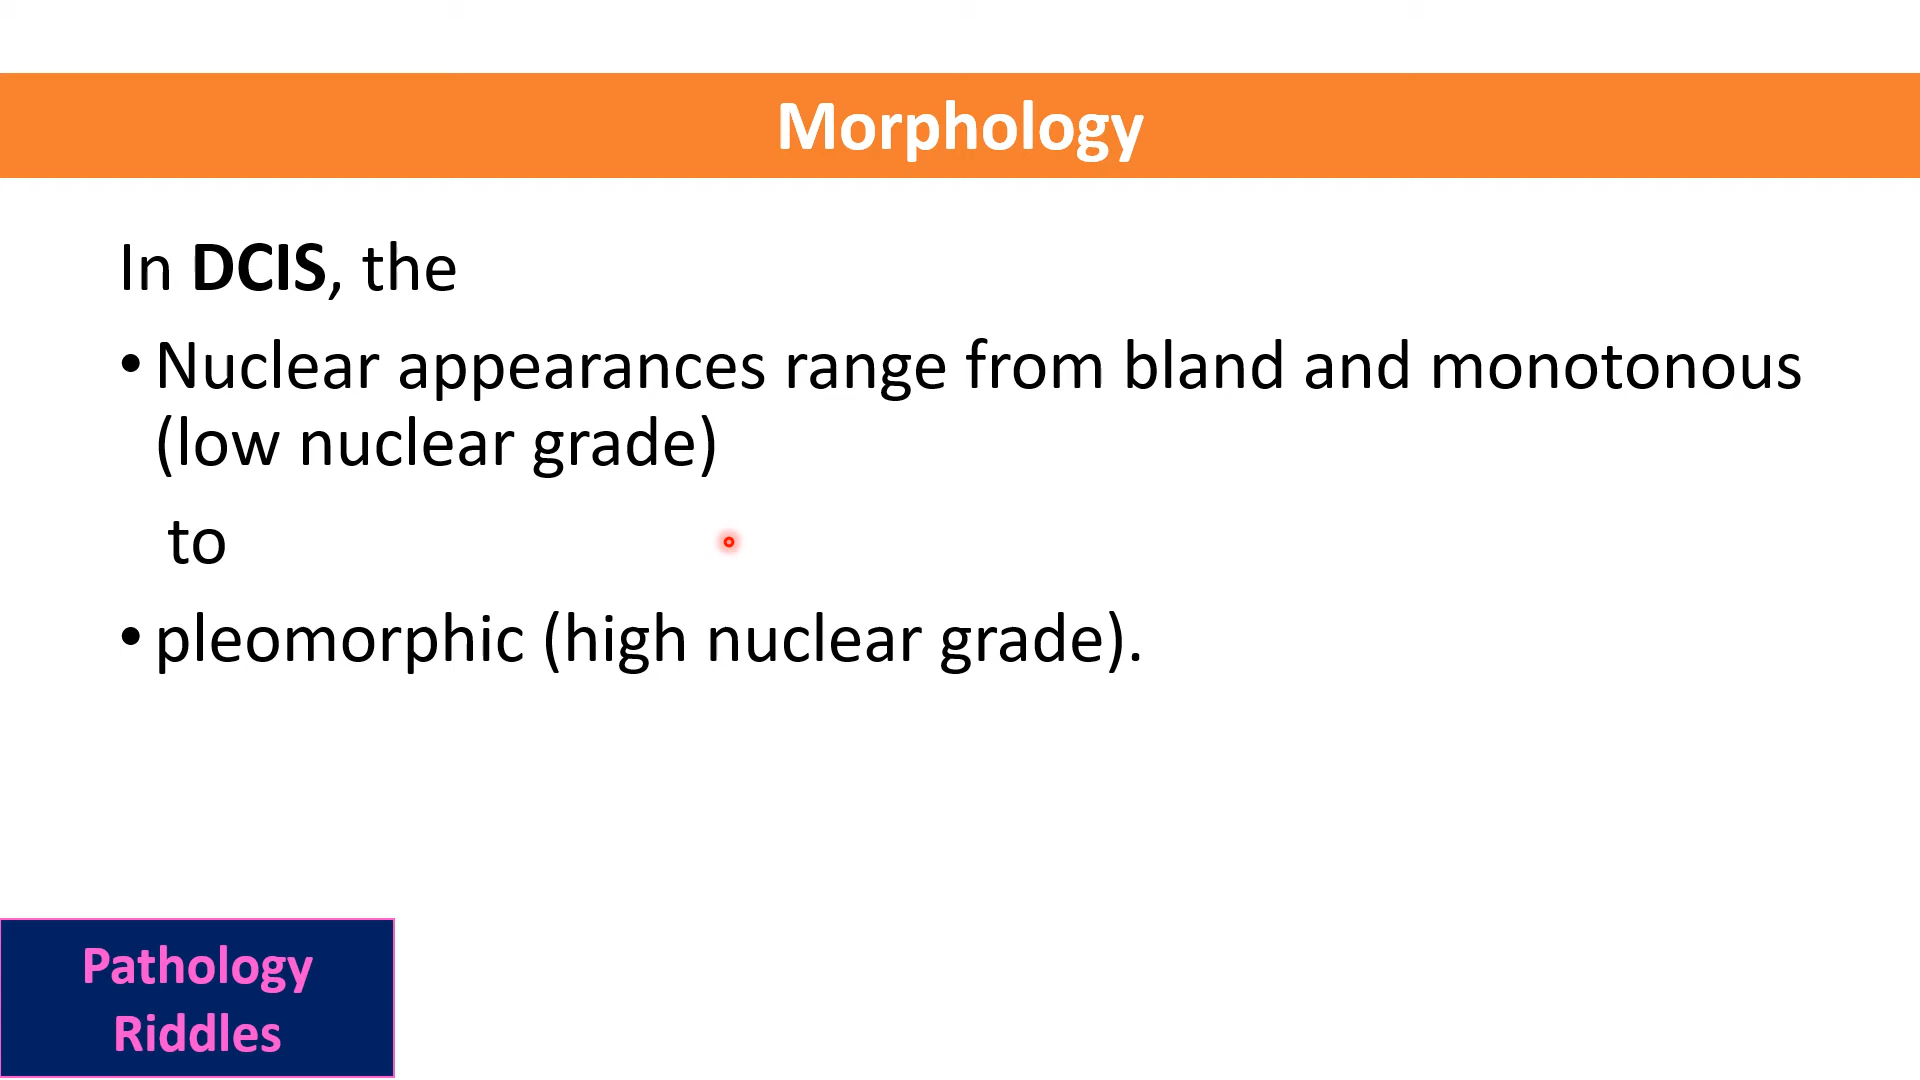 Morphology
In DCIS, the
• Nuclear appearances range from bland and monotonous
(low nuclear grade)
to
• pleomorphic (high nuclear grade).
Pathology
Riddles